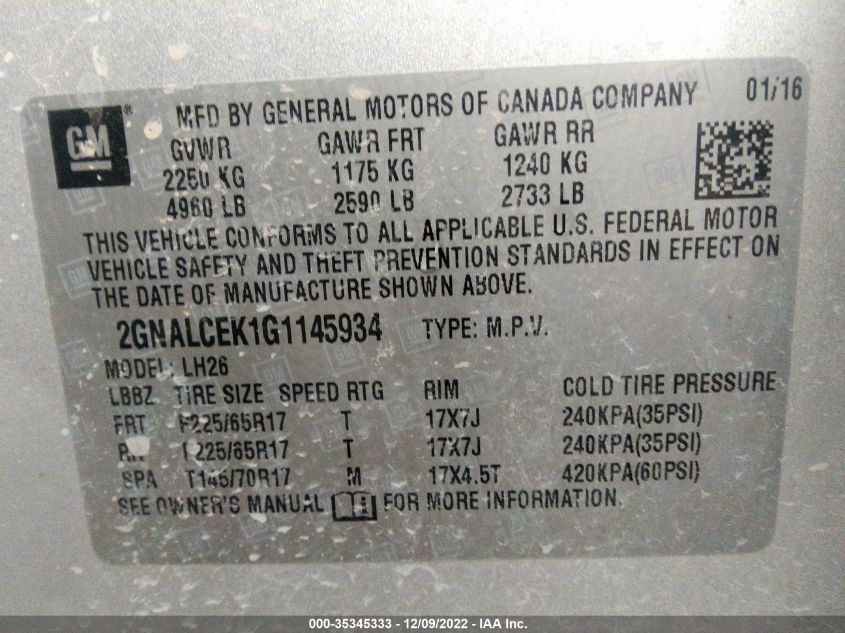 GM
MFD BY GENERAL MOTORS OF CANADA COMPANY 01/16
GVWR GAWR FRT GAWR RR
2250 KG 1175 KG 1240 KG
4960 LB 2590 LB 2733 LB
THIS VEHICLE CONFORMS TO ALL APPLICABLE U.S. FEDERAL MOTOR
VEHICLE SAFETY AND THEFT PREVENTION STANDARDS IN EFFECT ON
THE DATE OF MANUFACTURE SHOWN ABOVE.
2GNALCEK1G1145934 TYPE: M.P.V.
MODEL: LH26
LBBZ TIRE SIZE SPEED RTG RIM COLD TIRE PRESSURE
FRT P225/65R17 T 17X7J 240KPA(35PSI)
RR P225/65R17 T 17X7J 240KPA(35PSI)
SPA T145/70R17 M 17X4.5T 420KPA(60PSI)
SEE OWNER'S MANUAL FOR MORE INFORMATION.
000-35345333 - 12/09/2022 - IAA Inc.